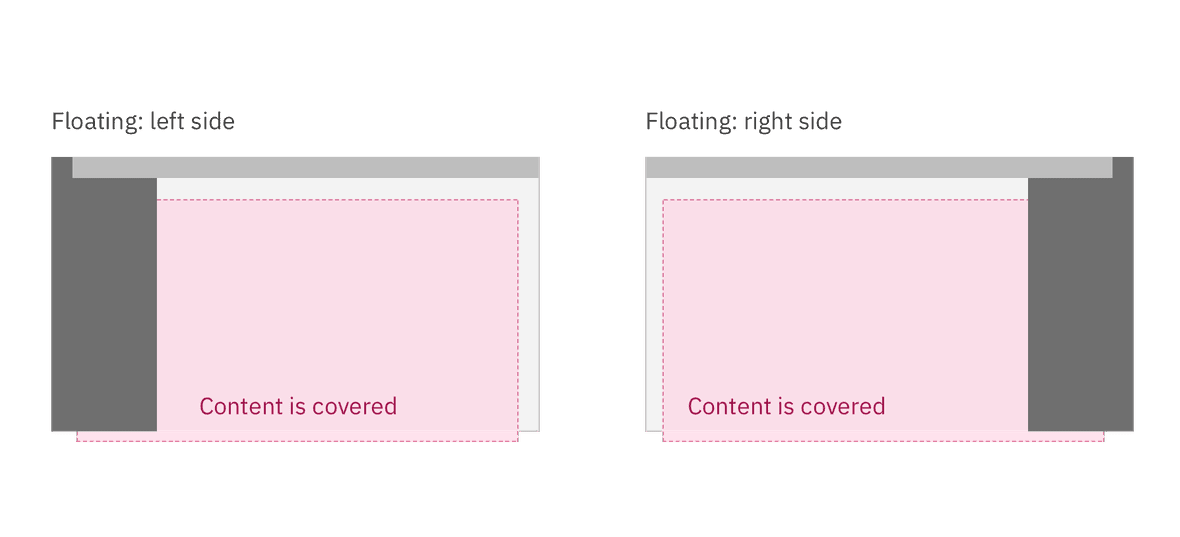 Floating: left side
Floating: right side
Content is covered
Content is covered